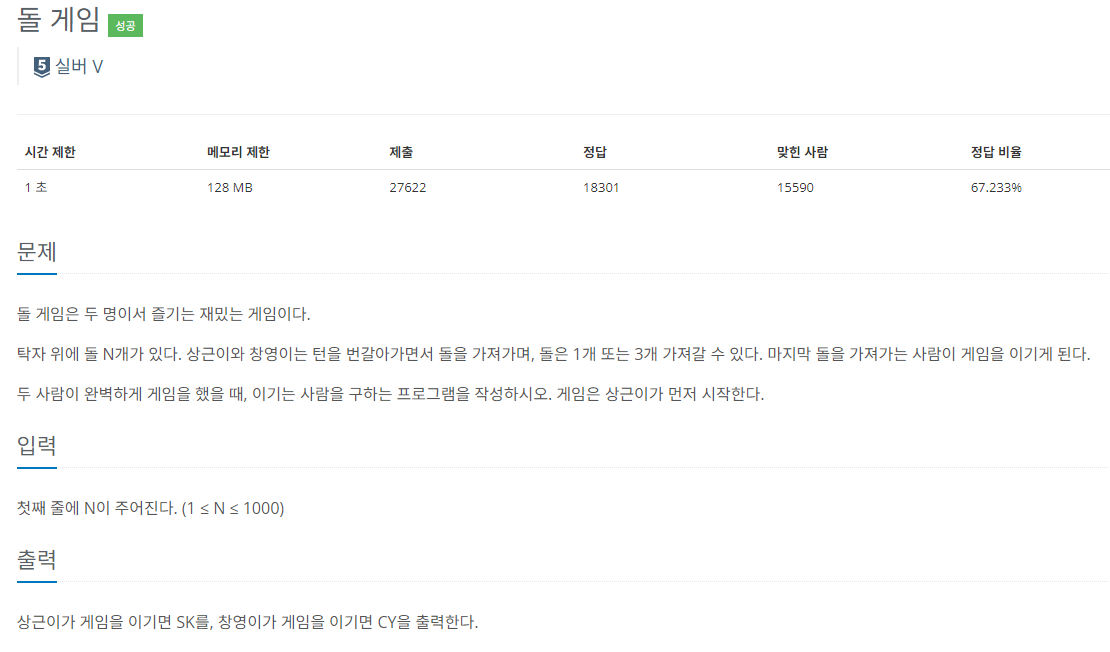 돌 게임 성공
5 실버 V
시간 제한 메모리 제한 제출 정답 맞힌 사람 정답 비율
1 초 128 MB 27622 18301 15590 67.233%
문제
돌 게임은 두 명이서 즐기는 재밌는 게임이다.
탁자 위에 돌 N개가 있다. 상근이와 창영이는 턴을 번갈아가면서 돌을 가져가며, 돌은 1개 또는 3개 가져갈 수 있다. 마지막 돌을 가져가는 사람이 게임을 이기게 된다.
두 사람이 완벽하게 게임을 했을 때, 이기는 사람을 구하는 프로그램을 작성하시오. 게임은 상근이가 먼저 시작한다.
입력
첫째 줄에 N이 주어진다. (1 ≤ N ≤ 1000)
출력
상근이가 게임을 이기면 SK를, 창영이가 게임을 이기면 CY을 출력한다.